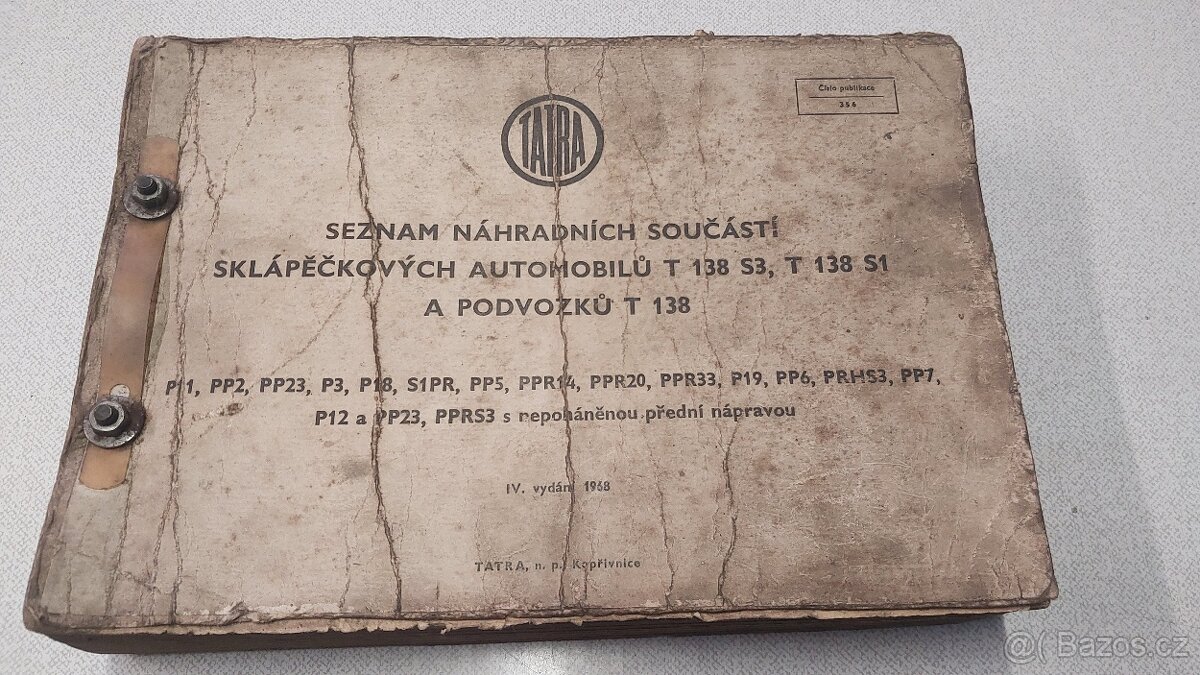 Číslo publikace
356
TATRA
SEZNAM NÁHRADNÍCH SOUČÁSTÍ
SKLÁPĚČKOVÝCH AUTOMOBILŮ T 138 S3, T 138 S1
A PODVOZKŮ T 138
P11, PP2, PP23, P3, P18, S1PR, PP5, PPR14, PPR20, PPR33, P19, PP6, PRHS3, PP7,
P12 a PP23, PPRS3 s nepoháněnou přední nápravou
IV. vydání 1968
TATRA, n. p., Kopřivnice
@( Bazos.cz